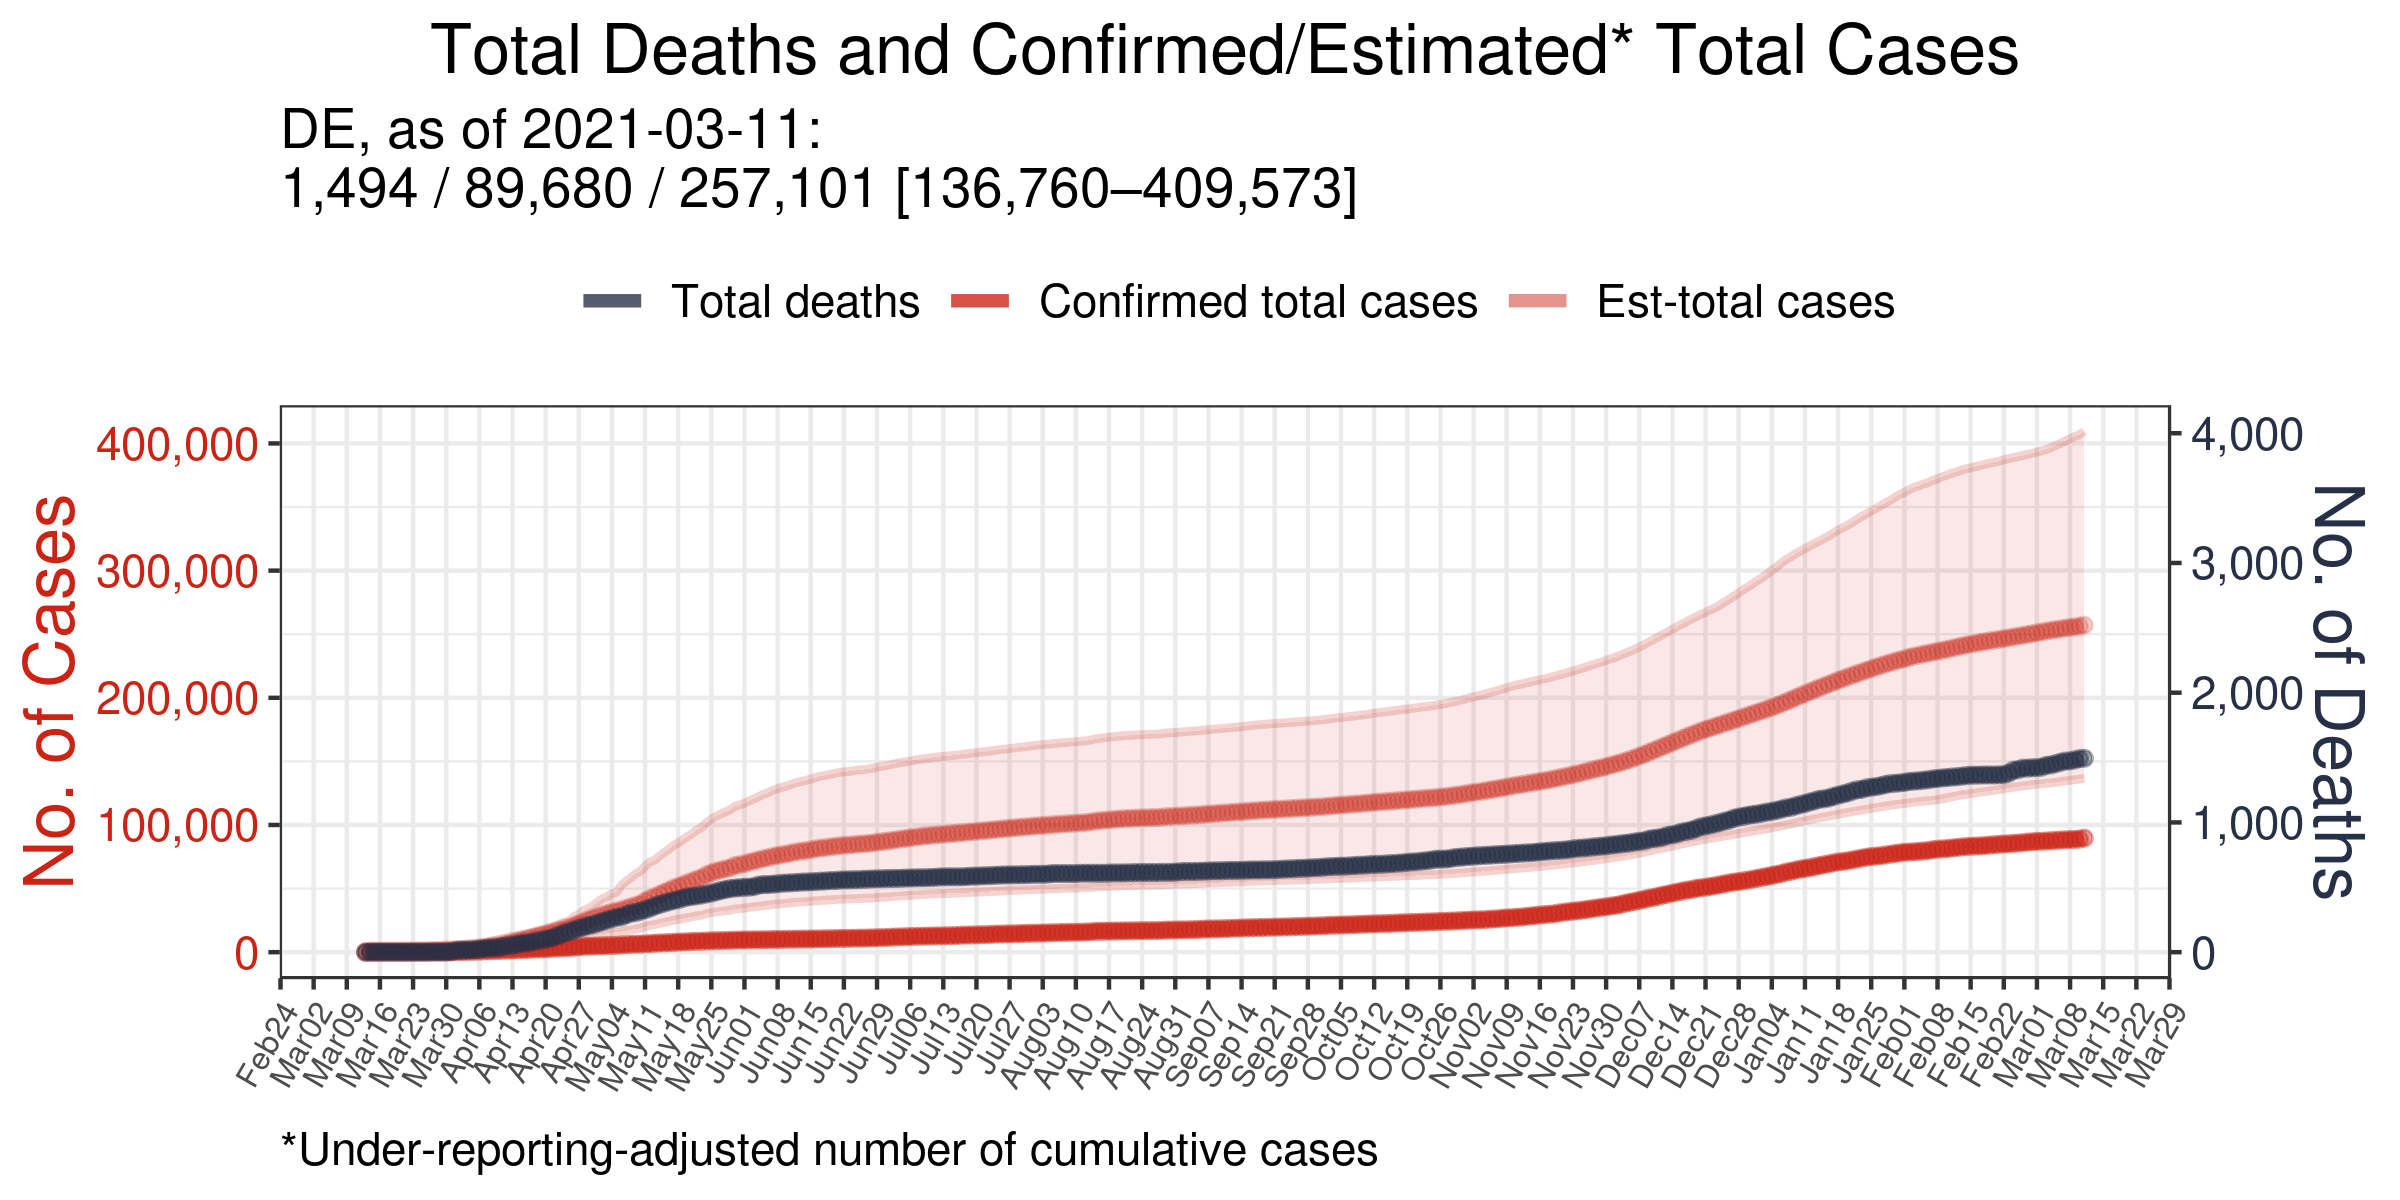 Total Deaths and Confirmed/Estimated* Total Cases
DE, as of 2021-03-11:
1,494 / 89,680 / 257,101 [136,760–409,573]
Total deaths
Confirmed total cases
Est-total cases
No. of Cases
400,000
300,000
200,000
100,000
0
4,000
3,000
2,000
1,000
0
No. of Deaths
Feb24
Mar02
Mar09
Mar16
Mar23
Mar30
Apr06
Apr13
Apr20
Apr27
May04
May11
May18
May25
Jun01
Jun08
Jun15
Jun22
Jun29
Jul06
Jul13
Jul20
Jul27
Aug03
Aug10
Aug17
Aug24
Aug31
Sep07
Sep14
Sep21
Sep28
Oct05
Oct12
Oct19
Oct26
Nov02
Nov09
Nov16
Nov23
Nov30
Dec07
Dec14
Dec21
Dec28
Jan04
Jan11
Jan18
Jan25
Feb01
Feb08
Feb15
Feb22
Mar01
Mar08
Mar15
Mar22
Mar29
*Under-reporting-adjusted number of cumulative cases